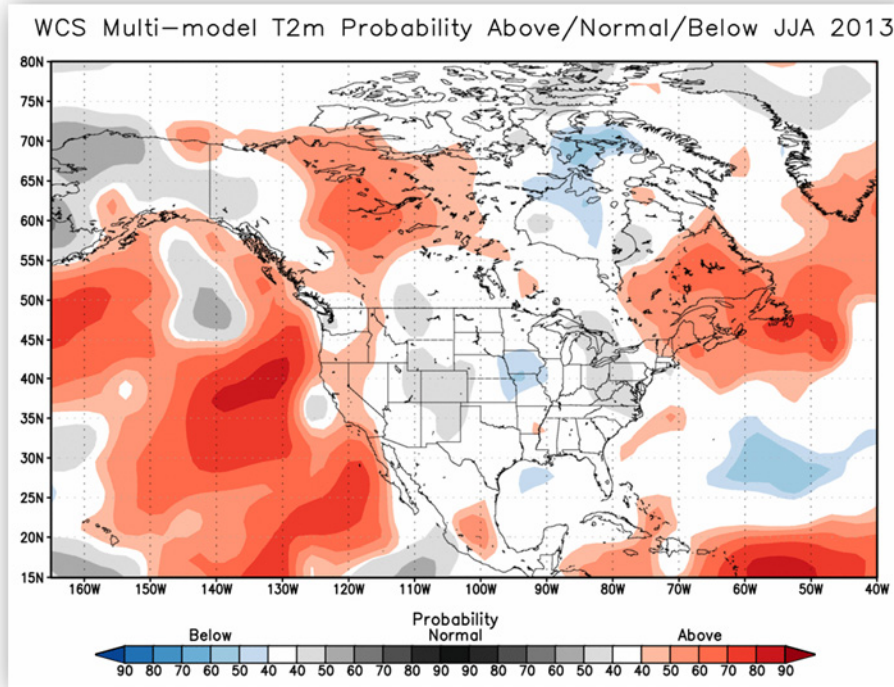 WCS Multi-model T2m Probability Above/Normal/Below JJA 2013
80N
75N
70N
65N
60N
55N
50N
45N
40N
35N
30N
25N
20N
15N
160W 150W 140W 130W 120W 110W 100W 90W 80W 70W 60W 50W 40W
Probability
Below Normal Above
90 80 70 60 50 40 40 50 60 70 80 90 90 80 70 60 50 40 40 50 60 70 80 90